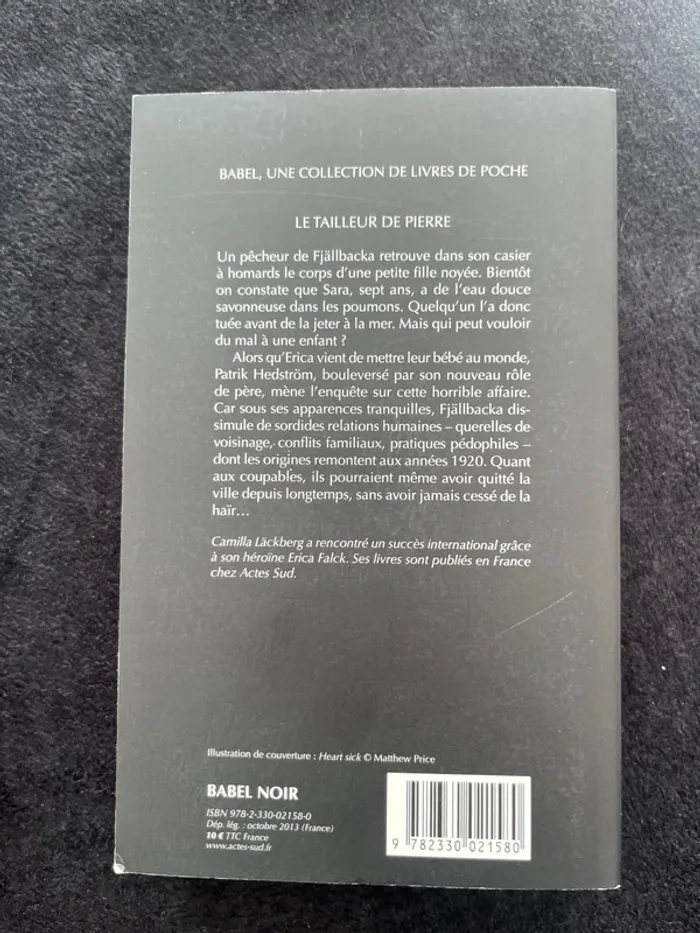 BABEL, UNE COLLECTION DE LIVRES DE POCHE
LE TAILLEUR DE PIERRE
Un pêcheur de Fjällbacka retrouve dans son casier
à homards le corps d'une petite fille noyée. Bientôt
on constate que Sara, sept ans, a de l'eau douce
savonneuse dans les poumons. Quelqu'un l'a donc
tuée avant de la jeter à la mer. Mais qui peut vouloir
du mal à une enfant ?
Alors qu'Erica vient de mettre leur bébé au monde,
Patrik Hedström, bouleversé par son nouveau rôle
de père, mène l'enquête sur cette horrible affaire.
Car sous ses apparences tranquilles, Fjällbacka dis-
simule de sordides relations humaines – querelles de
voisinage, conflits familiaux, pratiques pédophiles –
dont les origines remontent aux années 1920. Quant
aux coupables, ils pourraient même avoir quitté la
ville depuis longtemps, sans avoir jamais cessé de la
haïr...
Camilla Läckberg a rencontré un succès international grâce
à son héroïne Erica Falck. Ses livres sont publiés en France
chez Actes Sud.
Illustration de couverture : Heart sick © Matthew Price
BABEL NOIR
ISBN 978-2-330-02158-0
Dép. lég. : octobre 2013 (France)
10 € TTC France
www.actes-sud.fr
9 782330 021580